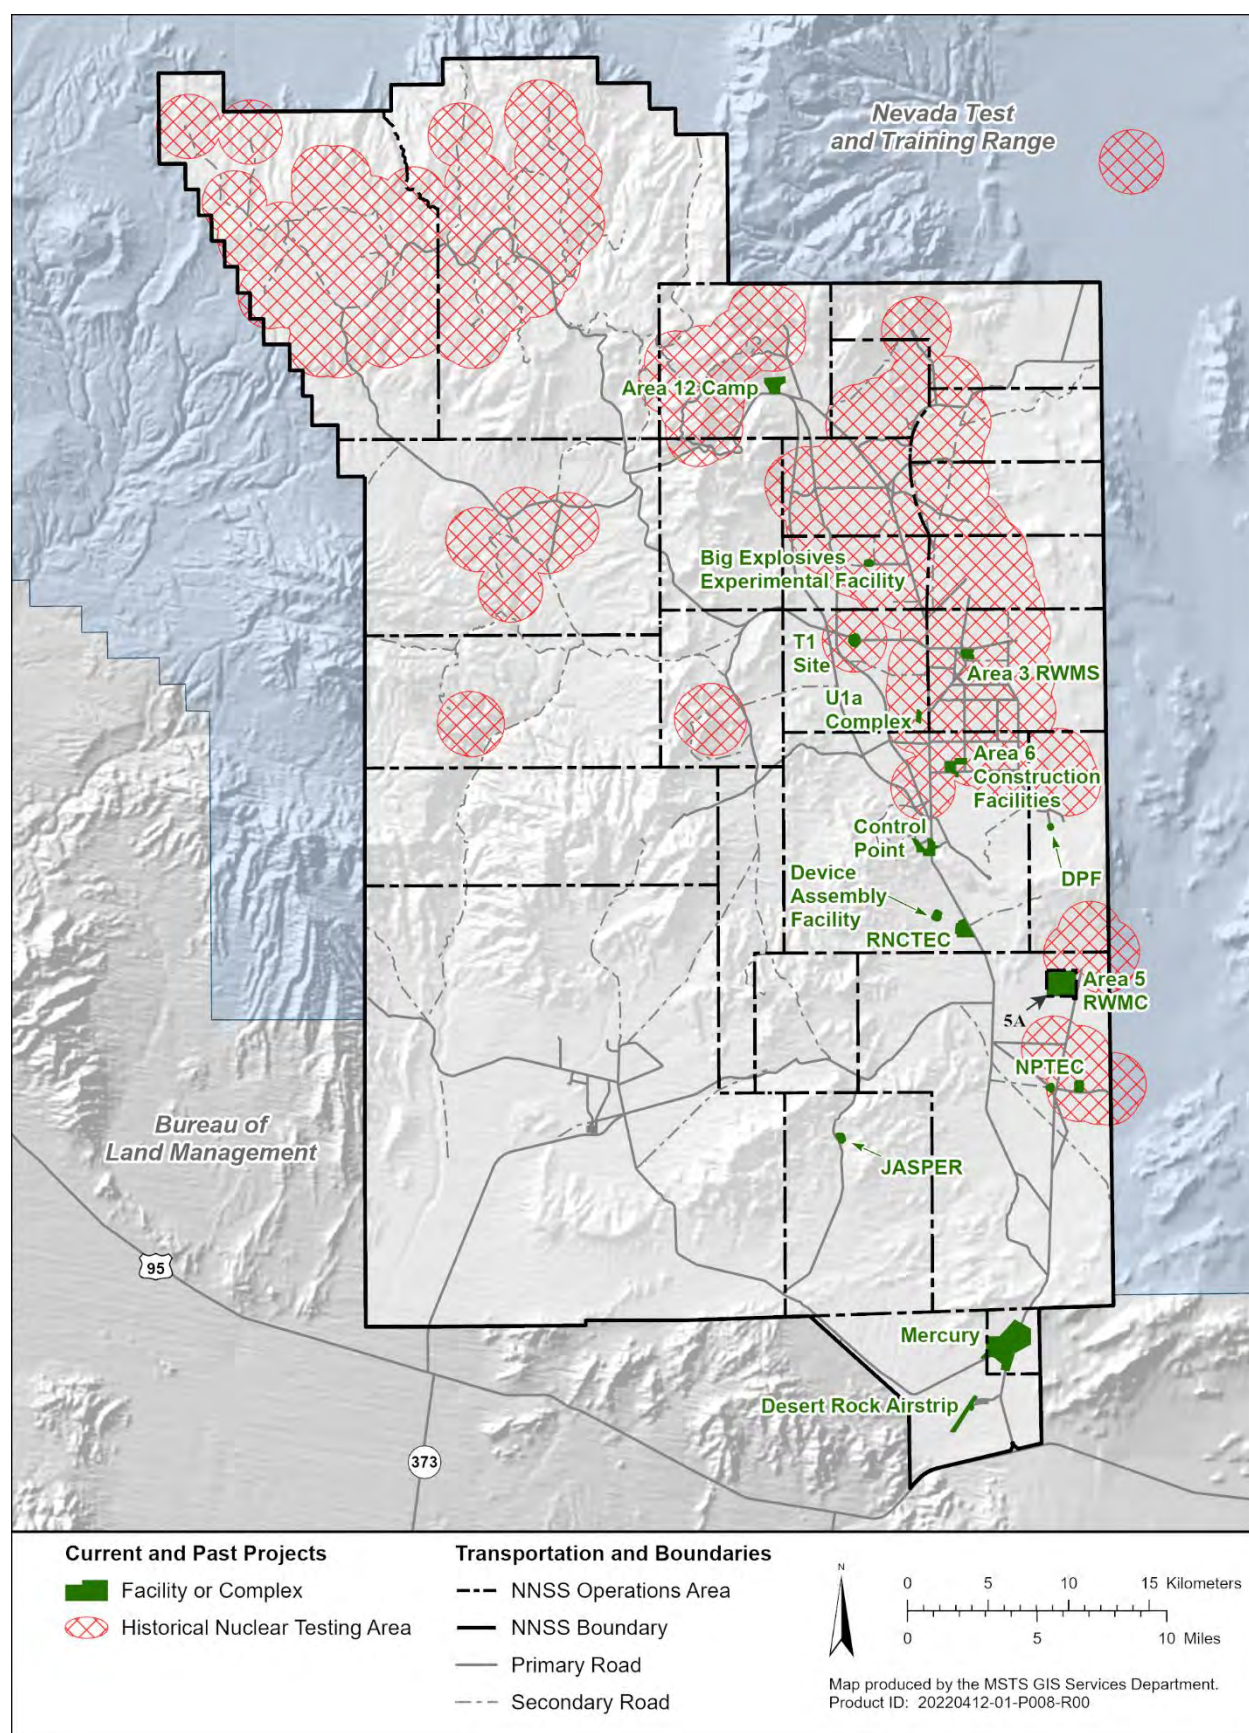 Nevada Test
and Training Range
Area 12 Camp
Big Explosives
Experimental Facility
T1
Site
Area 3 RWMS
U1a
Complex
Area 6
Construction
Facilities
Control
Point
DPF
Device
Assembly
Facility
RNCTEC
Area 5
RWMC
5A
NPTEC
Bureau of
Land Management
JASPER
95
Mercury
Desert Rock Airstrip
373
Current and Past Projects
Facility or Complex
Historical Nuclear Testing Area
Transportation and Boundaries
NNSS Operations Area
NNSS Boundary
Primary Road
Secondary Road
N
0 5 10 15 Kilometers
0 5 10 Miles
Map produced by the MSTS GIS Services Department.
Product ID: 20220412-01-P008-R00